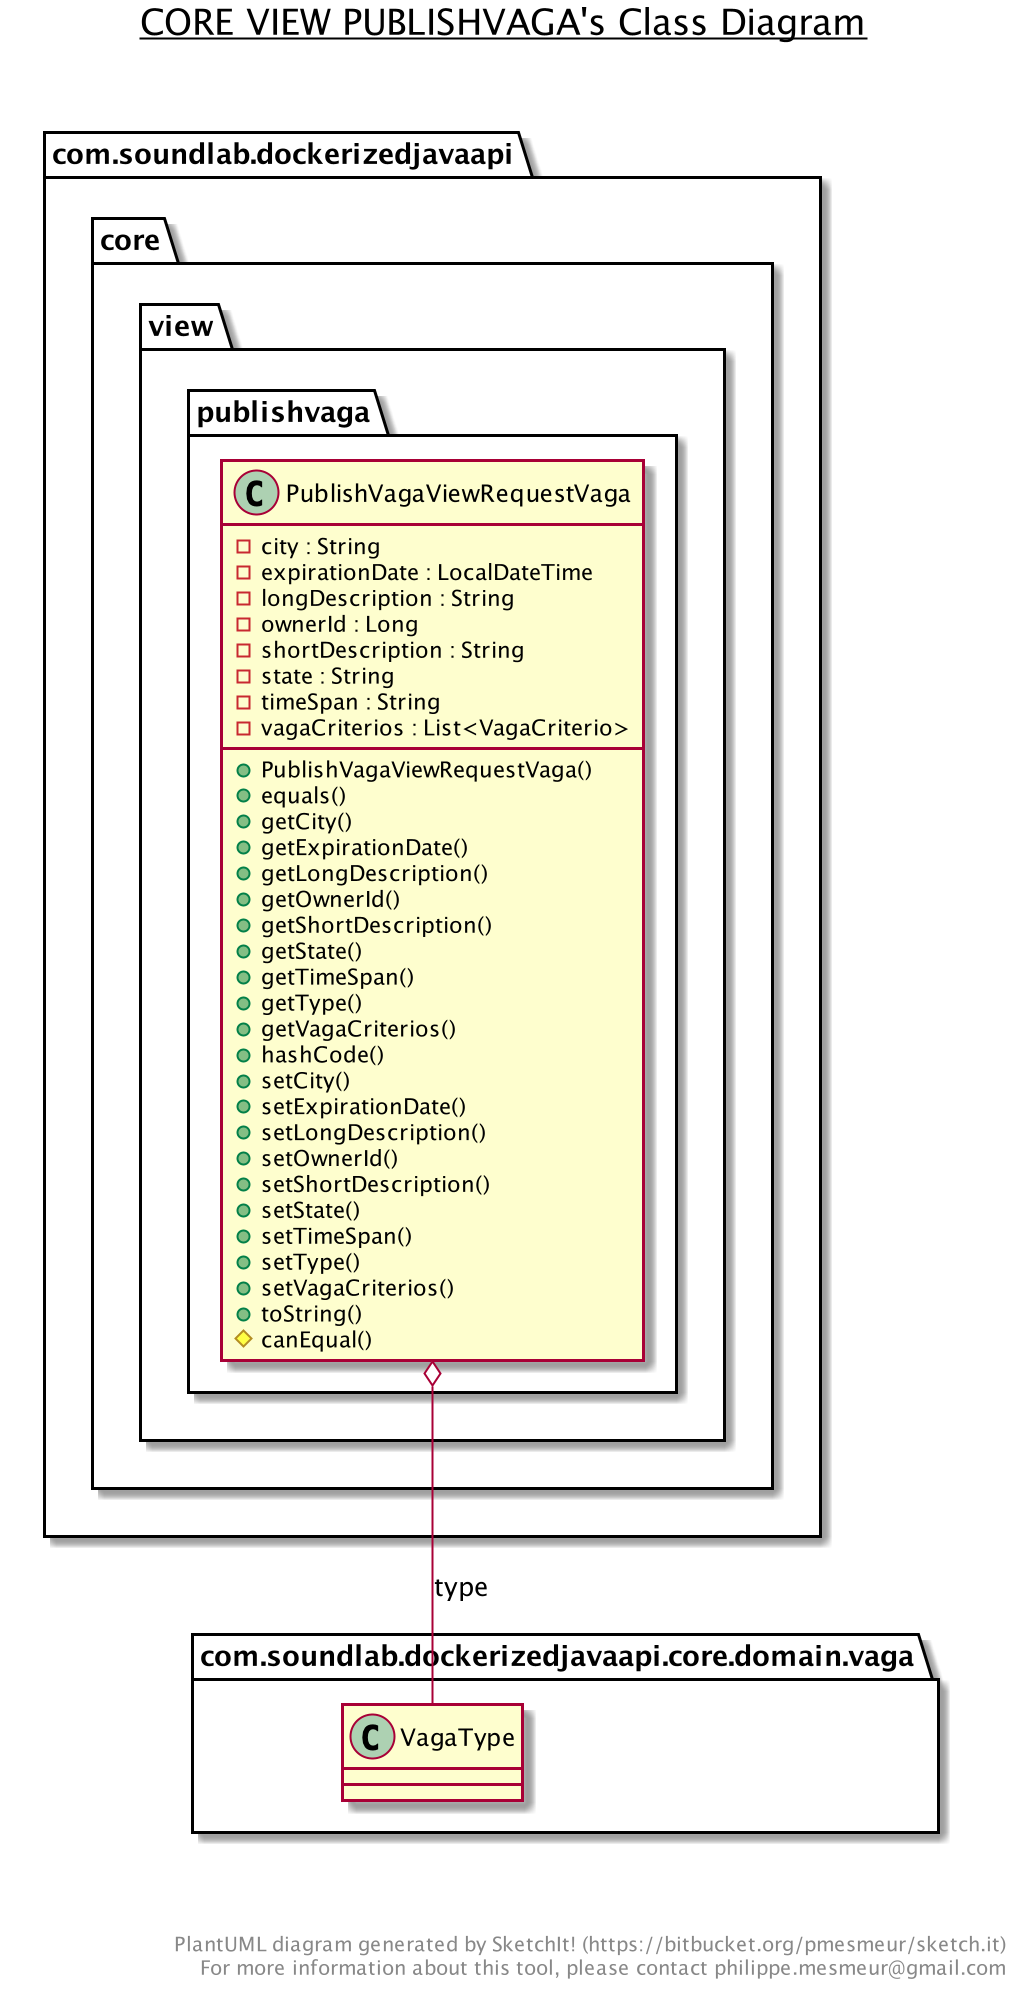 CORE VIEW PUBLISHVAGA's Class Diagram
com.soundlab.dockerizedjavaapi
core
view
publishvaga
C PublishVagaViewRequestVaga
city : String
expirationDate : LocalDateTime
longDescription : String
ownerId : Long
shortDescription : String
state : String
timeSpan : String
vagaCriterios : List<VagaCriterio>
PublishVagaViewRequestVaga()
equals()
getCity()
getExpirationDate()
getLongDescription()
getOwnerId()
getShortDescription()
getState()
getTimeSpan()
getType()
getVagaCriterios()
hashCode()
setCity()
setExpirationDate()
setLongDescription()
setOwnerId()
setShortDescription()
setState()
setTimeSpan()
setType()
setVagaCriterios()
toString()
canEqual()
type
com.soundlab.dockerizedjavaapi.core.domain.vaga
C VagaType
PlantUML diagram generated by SketchIt! (https://bitbucket.org/pmesmeur/sketch.it)
For more information about this tool, please contact philippe.mesmeur@gmail.com